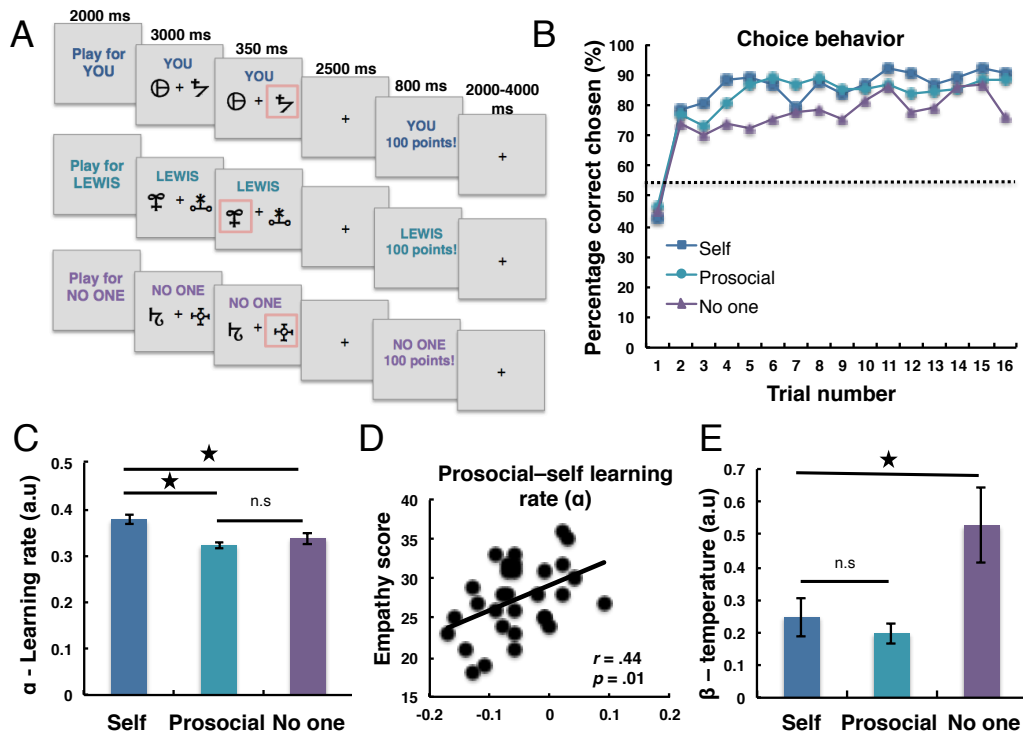 A
2000 ms
3000 ms
350 ms
2500 ms
800 ms
2000-4000
ms
Play for
YOU
YOU
+
YOU
+
+
YOU
100 points!
+
Play for
LEWIS
LEWIS
+
LEWIS
+
+
LEWIS
100 points!
+
Play for
NO ONE
NO ONE
+
NO ONE
+
+
NO ONE
100 points!
+
B
Choice behavior
Percentage correct chosen (%)
100
90
80
70
60
50
40
30
20
10
0
Self
Prosocial
No one
1 2 3 4 5 6 7 8 9 10 11 12 13 14 15 16
Trial number
C
α - Learning rate (a.u)
0.5
0.4
0.3
0.2
0.1
0
★
★
n.s
Self Prosocial No one
D
Prosocial–self learning
rate (α)
Empathy score
40
35
30
25
20
15
r = .44
p = .01
-0.2 -0.1 0 0.1 0.2
E
β – temperature (a.u)
0.7
0.6
0.5
0.4
0.3
0.2
0.1
0
★
n.s
Self Prosocial No one